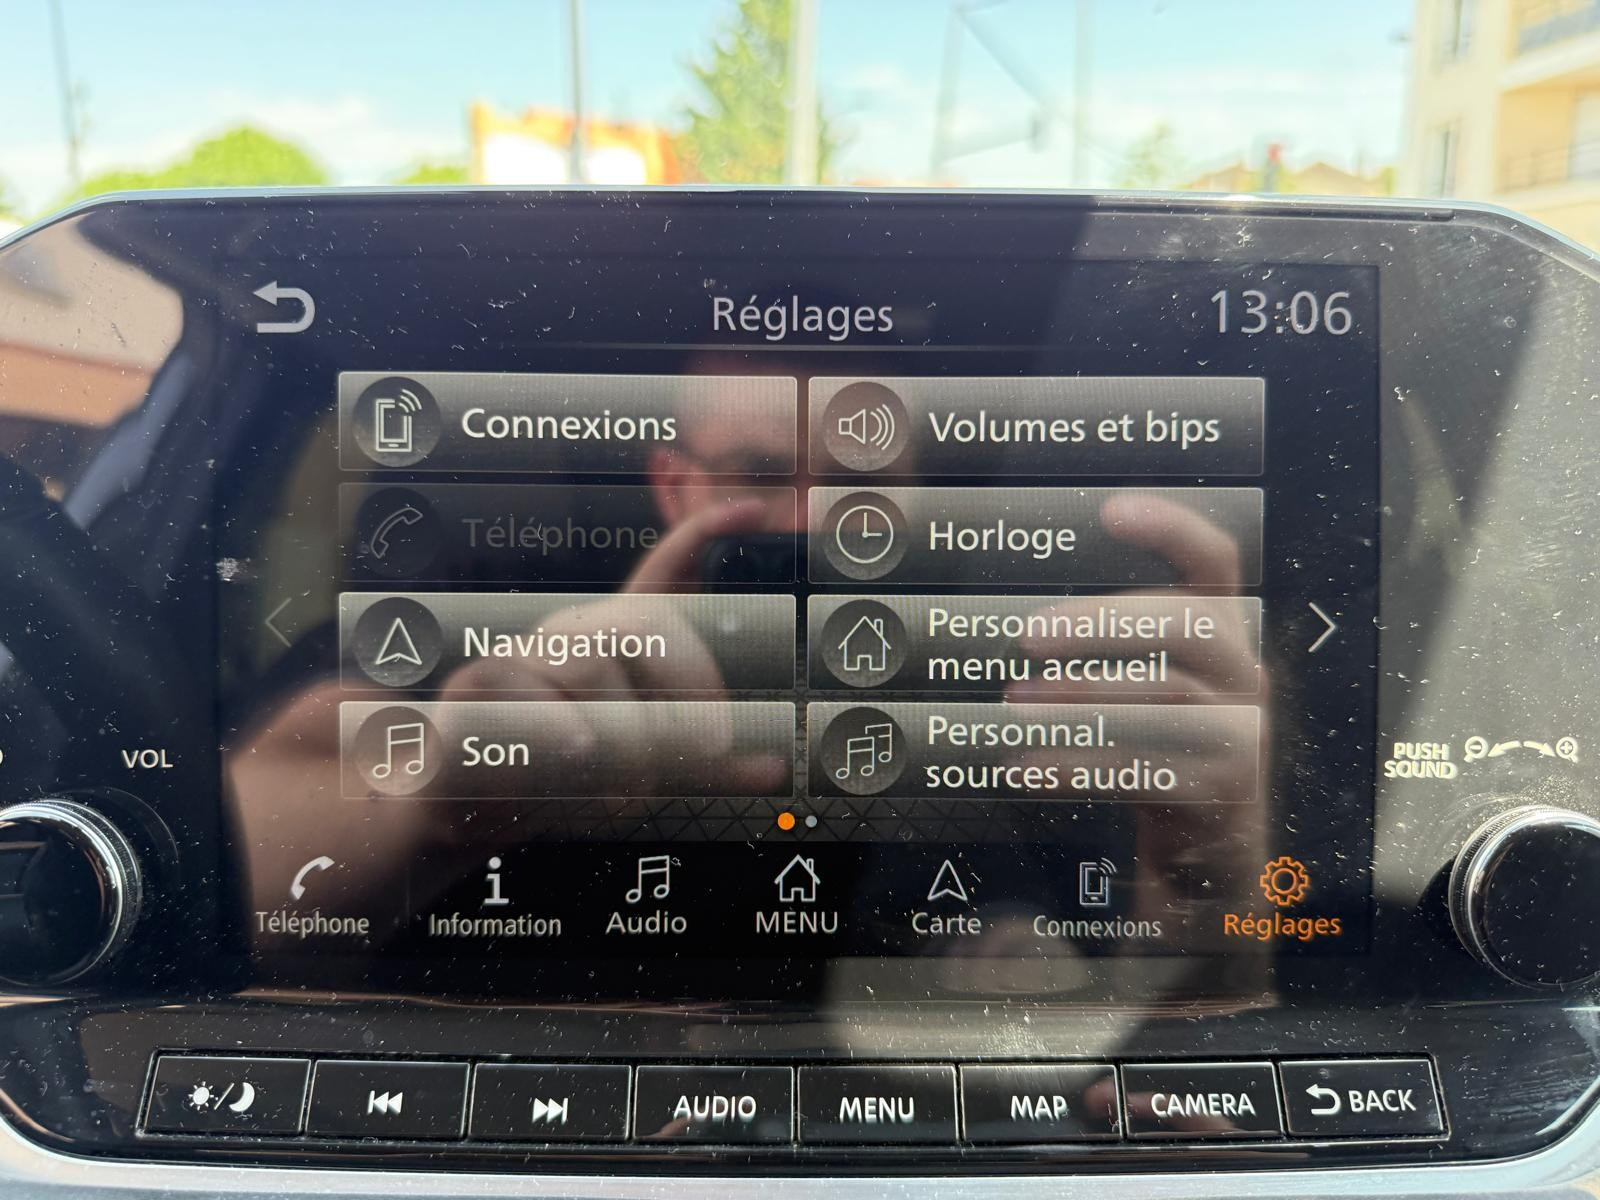 Réglages
13:06
Connexions
Volumes et bips
Téléphone
Horloge
Navigation
Personnaliser le
menu accueil
Son
Personnal.
sources audio
VOL
PUSH
SOUND
Téléphone
Information
Audio
MENU
Carte
Connexions
Réglages
AUDIO
MENU
MAP
CAMERA
BACK